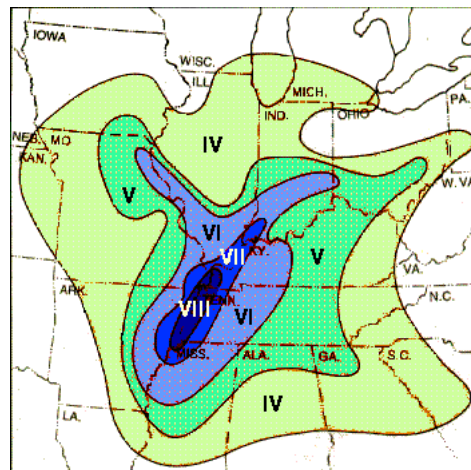 IOWA
WISC.
ILL.
MICH.
IND.
OHIO
PA.
NEB.
MO.
KAN.
IV
V
W.VA.
VI
VII
KY.
V
VA.
ARK.
TENN.
N.C.
VIII
VI
MISS.
ALA.
GA.
S.C.
IV
LA.